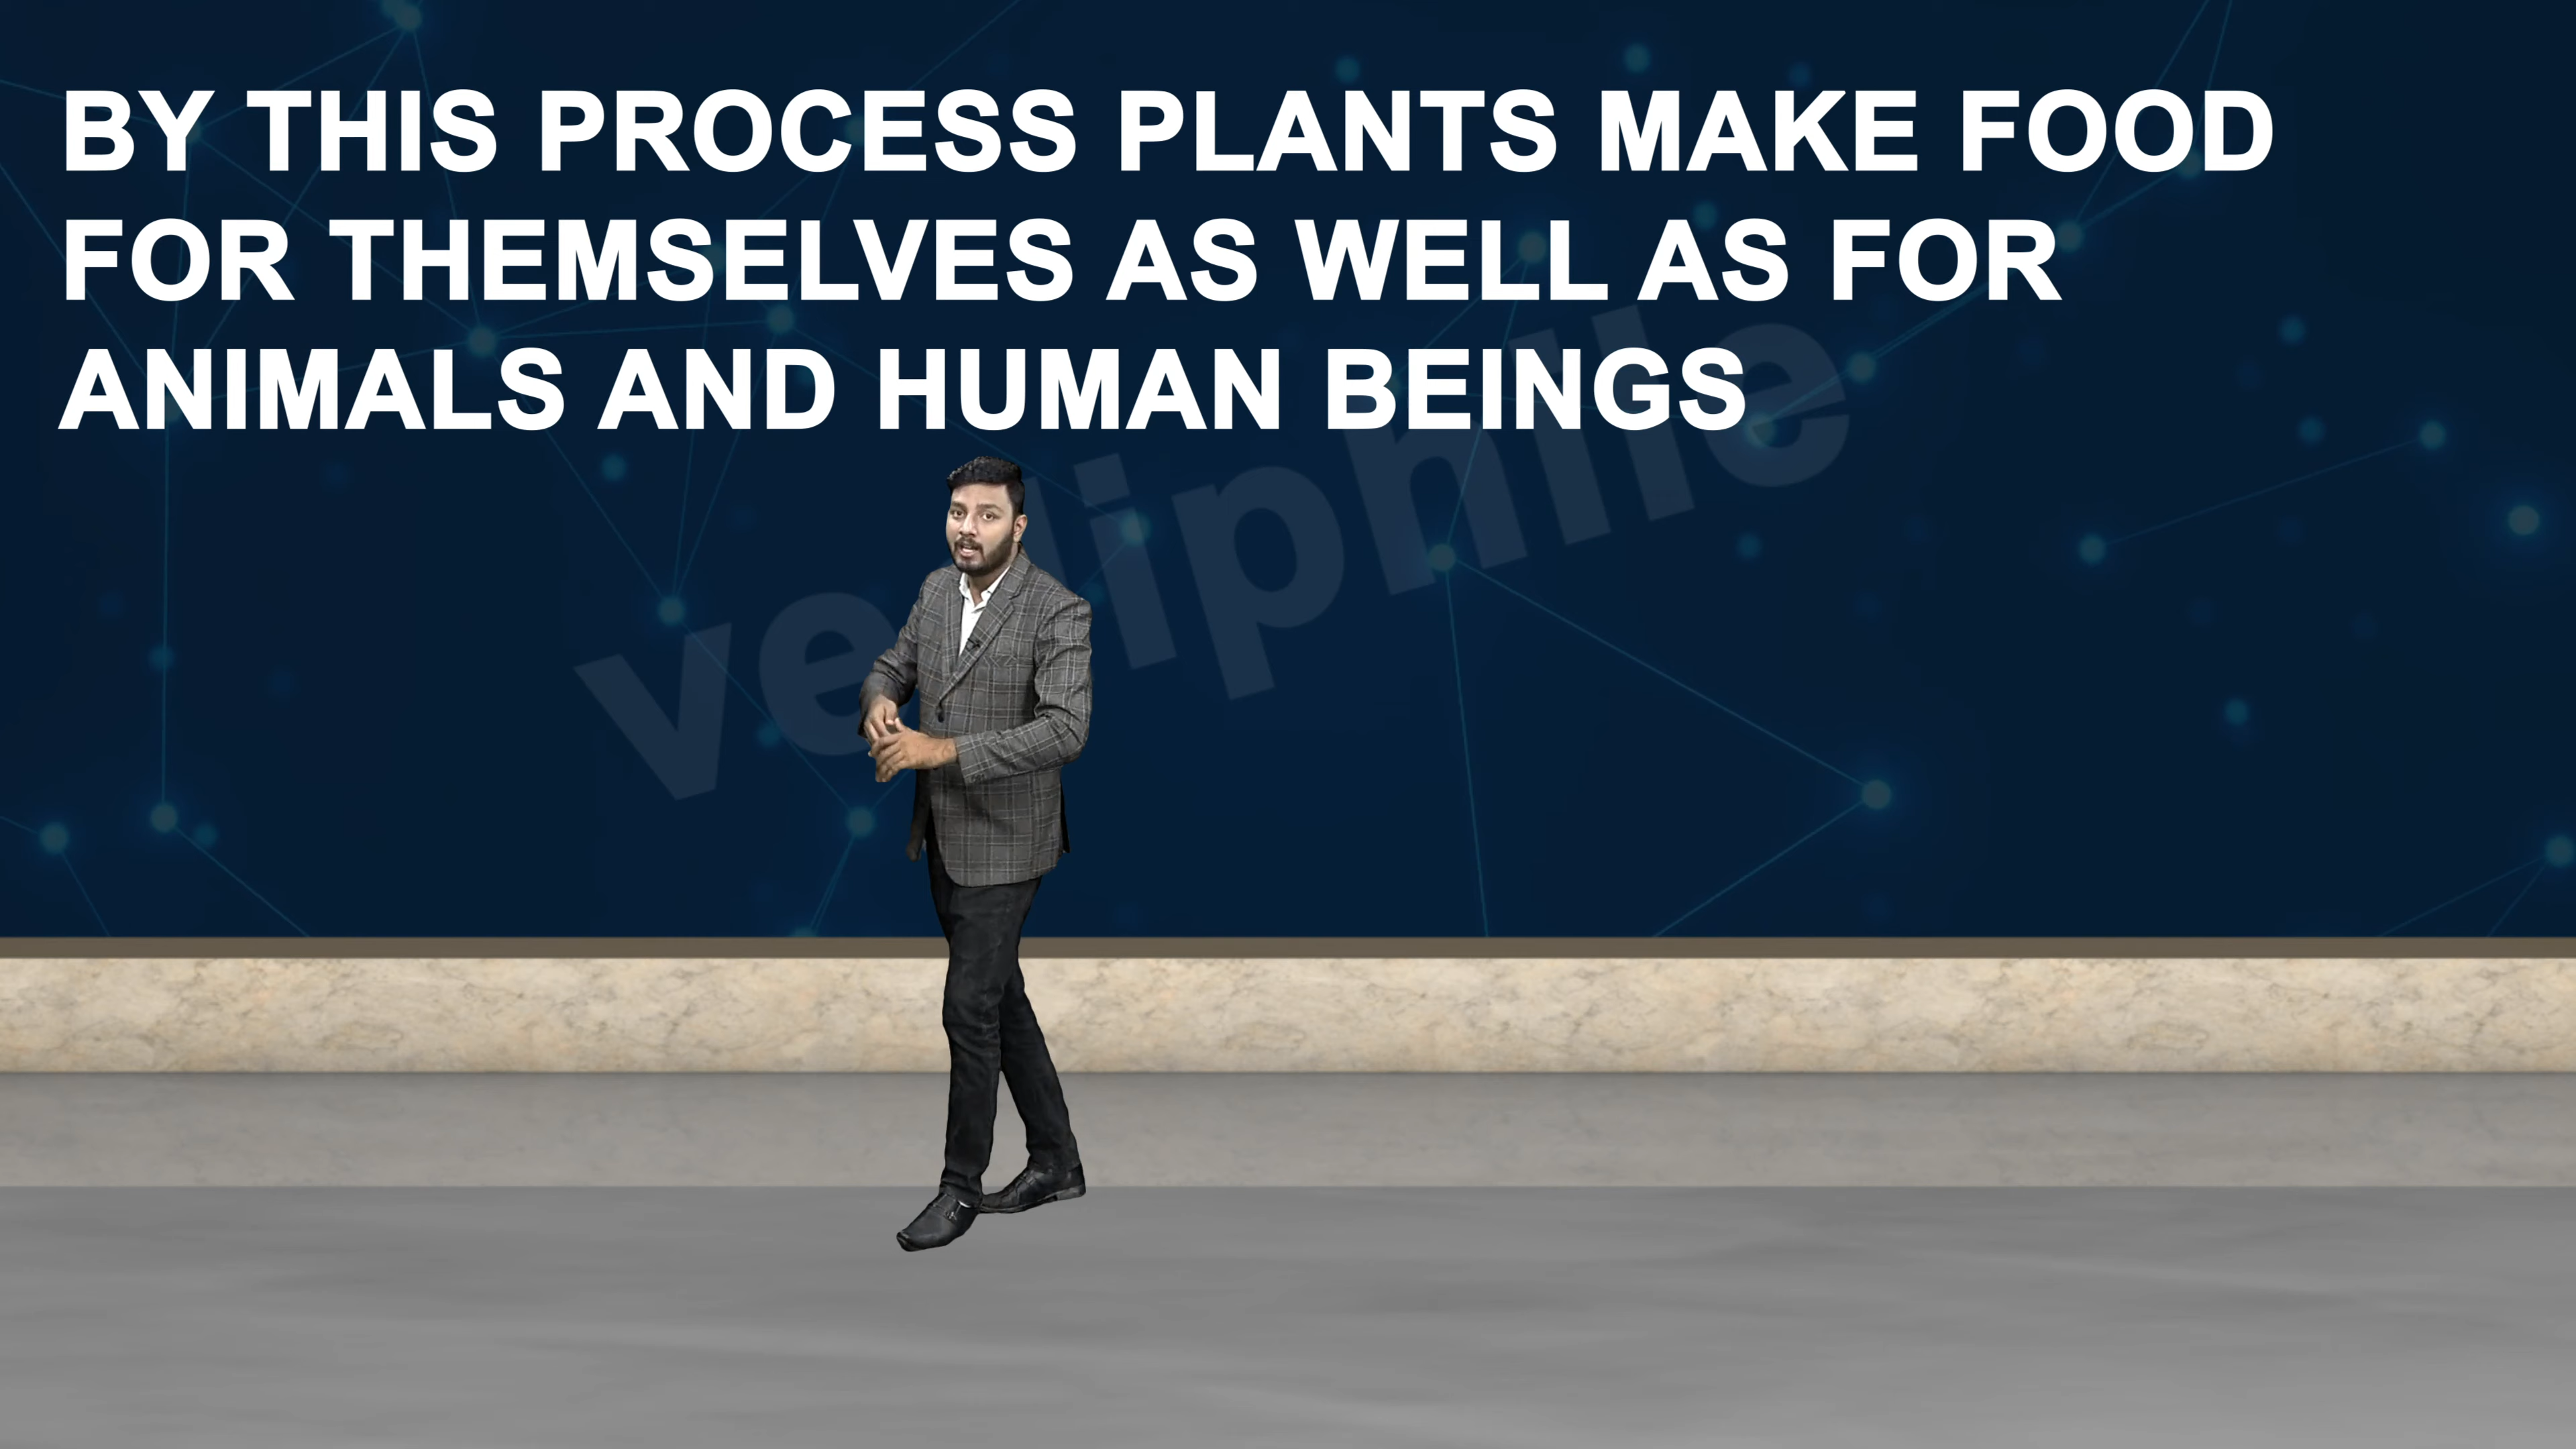 BY THIS PROCESS PLANTS MAKE FOOD
FOR THEMSELVES AS WELL AS FOR
ANIMALS AND HUMAN BEINGS